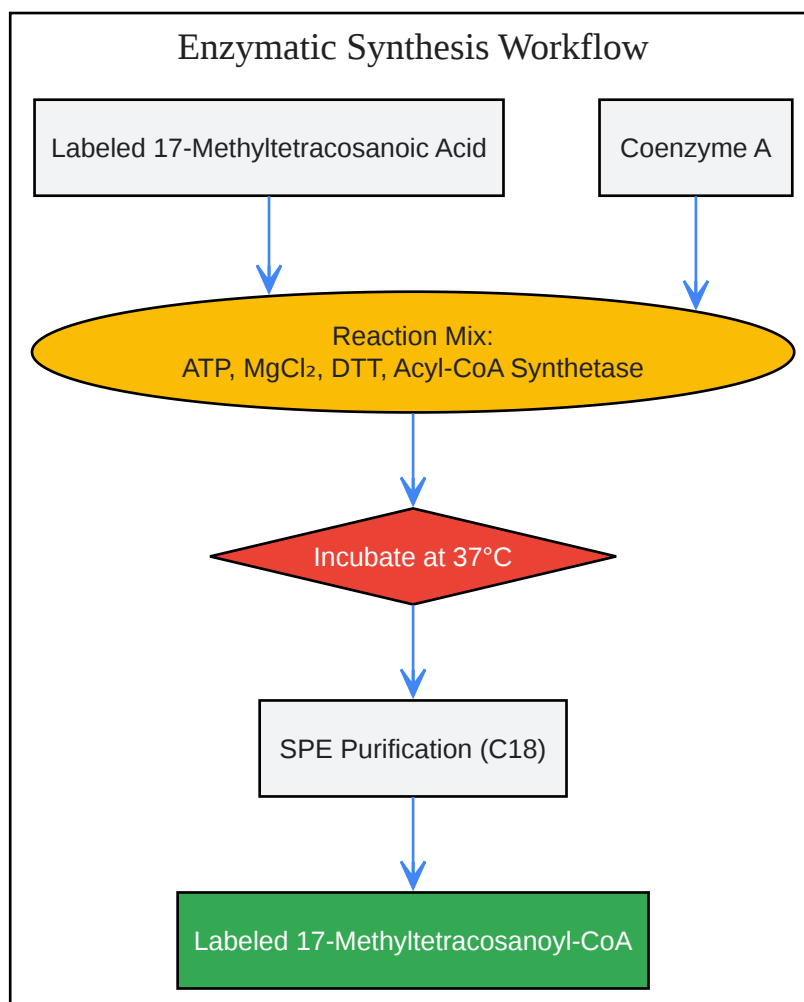 Enzymatic Synthesis Workflow
Labeled 17-Methyltetracosanoic Acid
Coenzyme A
Reaction Mix:
ATP, MgCl₂, DTT, Acyl-CoA Synthetase
Incubate at 37°C
SPE Purification (C18)
Labeled 17-Methyltetracosanoyl-CoA